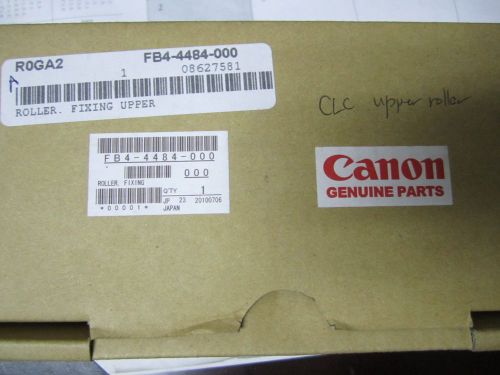 R0GA2 FB4-4484-000
A 1 08627581
ROLLER. FIXING UPPER
CLC upper roller
FB4-4484-000
000
ROLLER, FIXING
Q'TY 1
JP 23 20100706
*00001* JAPAN
Canon
GENUINE PARTS